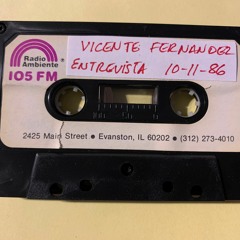 Radio
Ambiente
105 FM
VICENTE FERNANDEZ
ENTREVISTA 10-11-86
2425 Main Street • Evanston, IL 60202 • (312) 273-4010